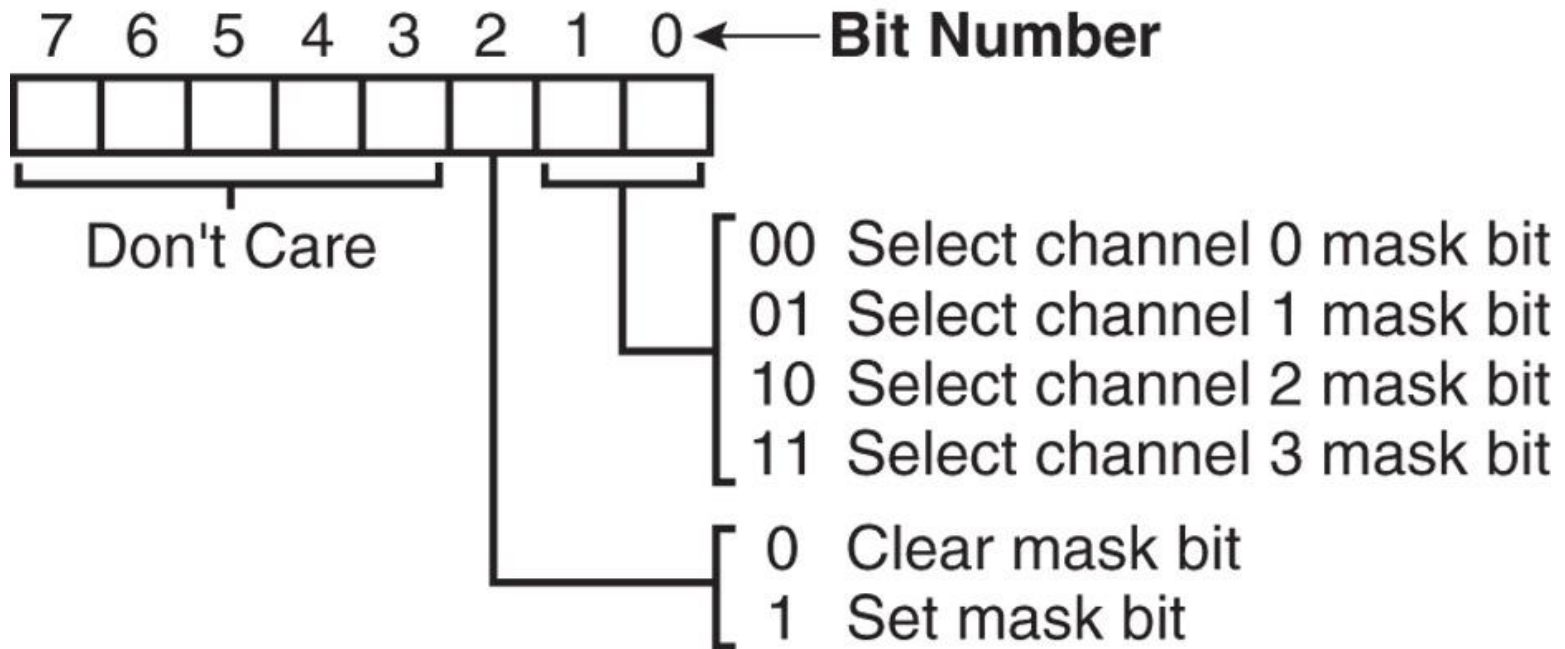 7 6 5 4 3 2 1 0 Bit Number
Don't Care
00 Select channel 0 mask bit
01 Select channel 1 mask bit
10 Select channel 2 mask bit
11 Select channel 3 mask bit
0 Clear mask bit
1 Set mask bit